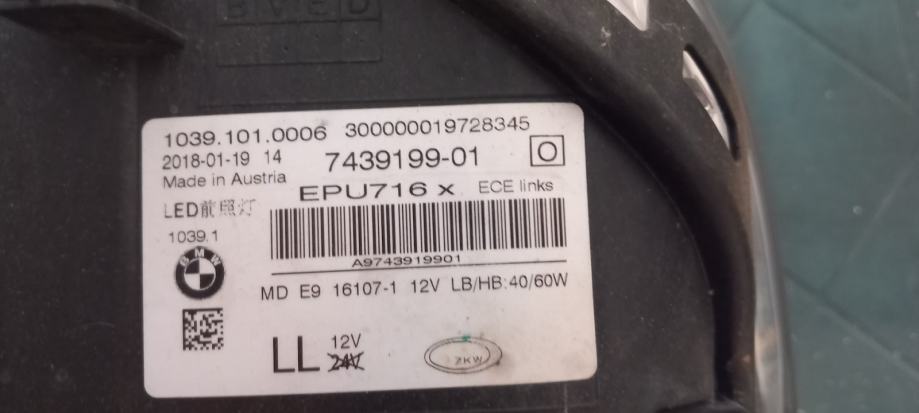 B V E D
1039.101.0006 300000019728345
2018-01-19 14 7439199-01 O
Made in Austria
EPU716 x ECE links
LED前照灯
1039.1
BMW
A9743919901
MD E9 16107-1 12V LB/HB:40/60W
LL 12V
24V
ZKW